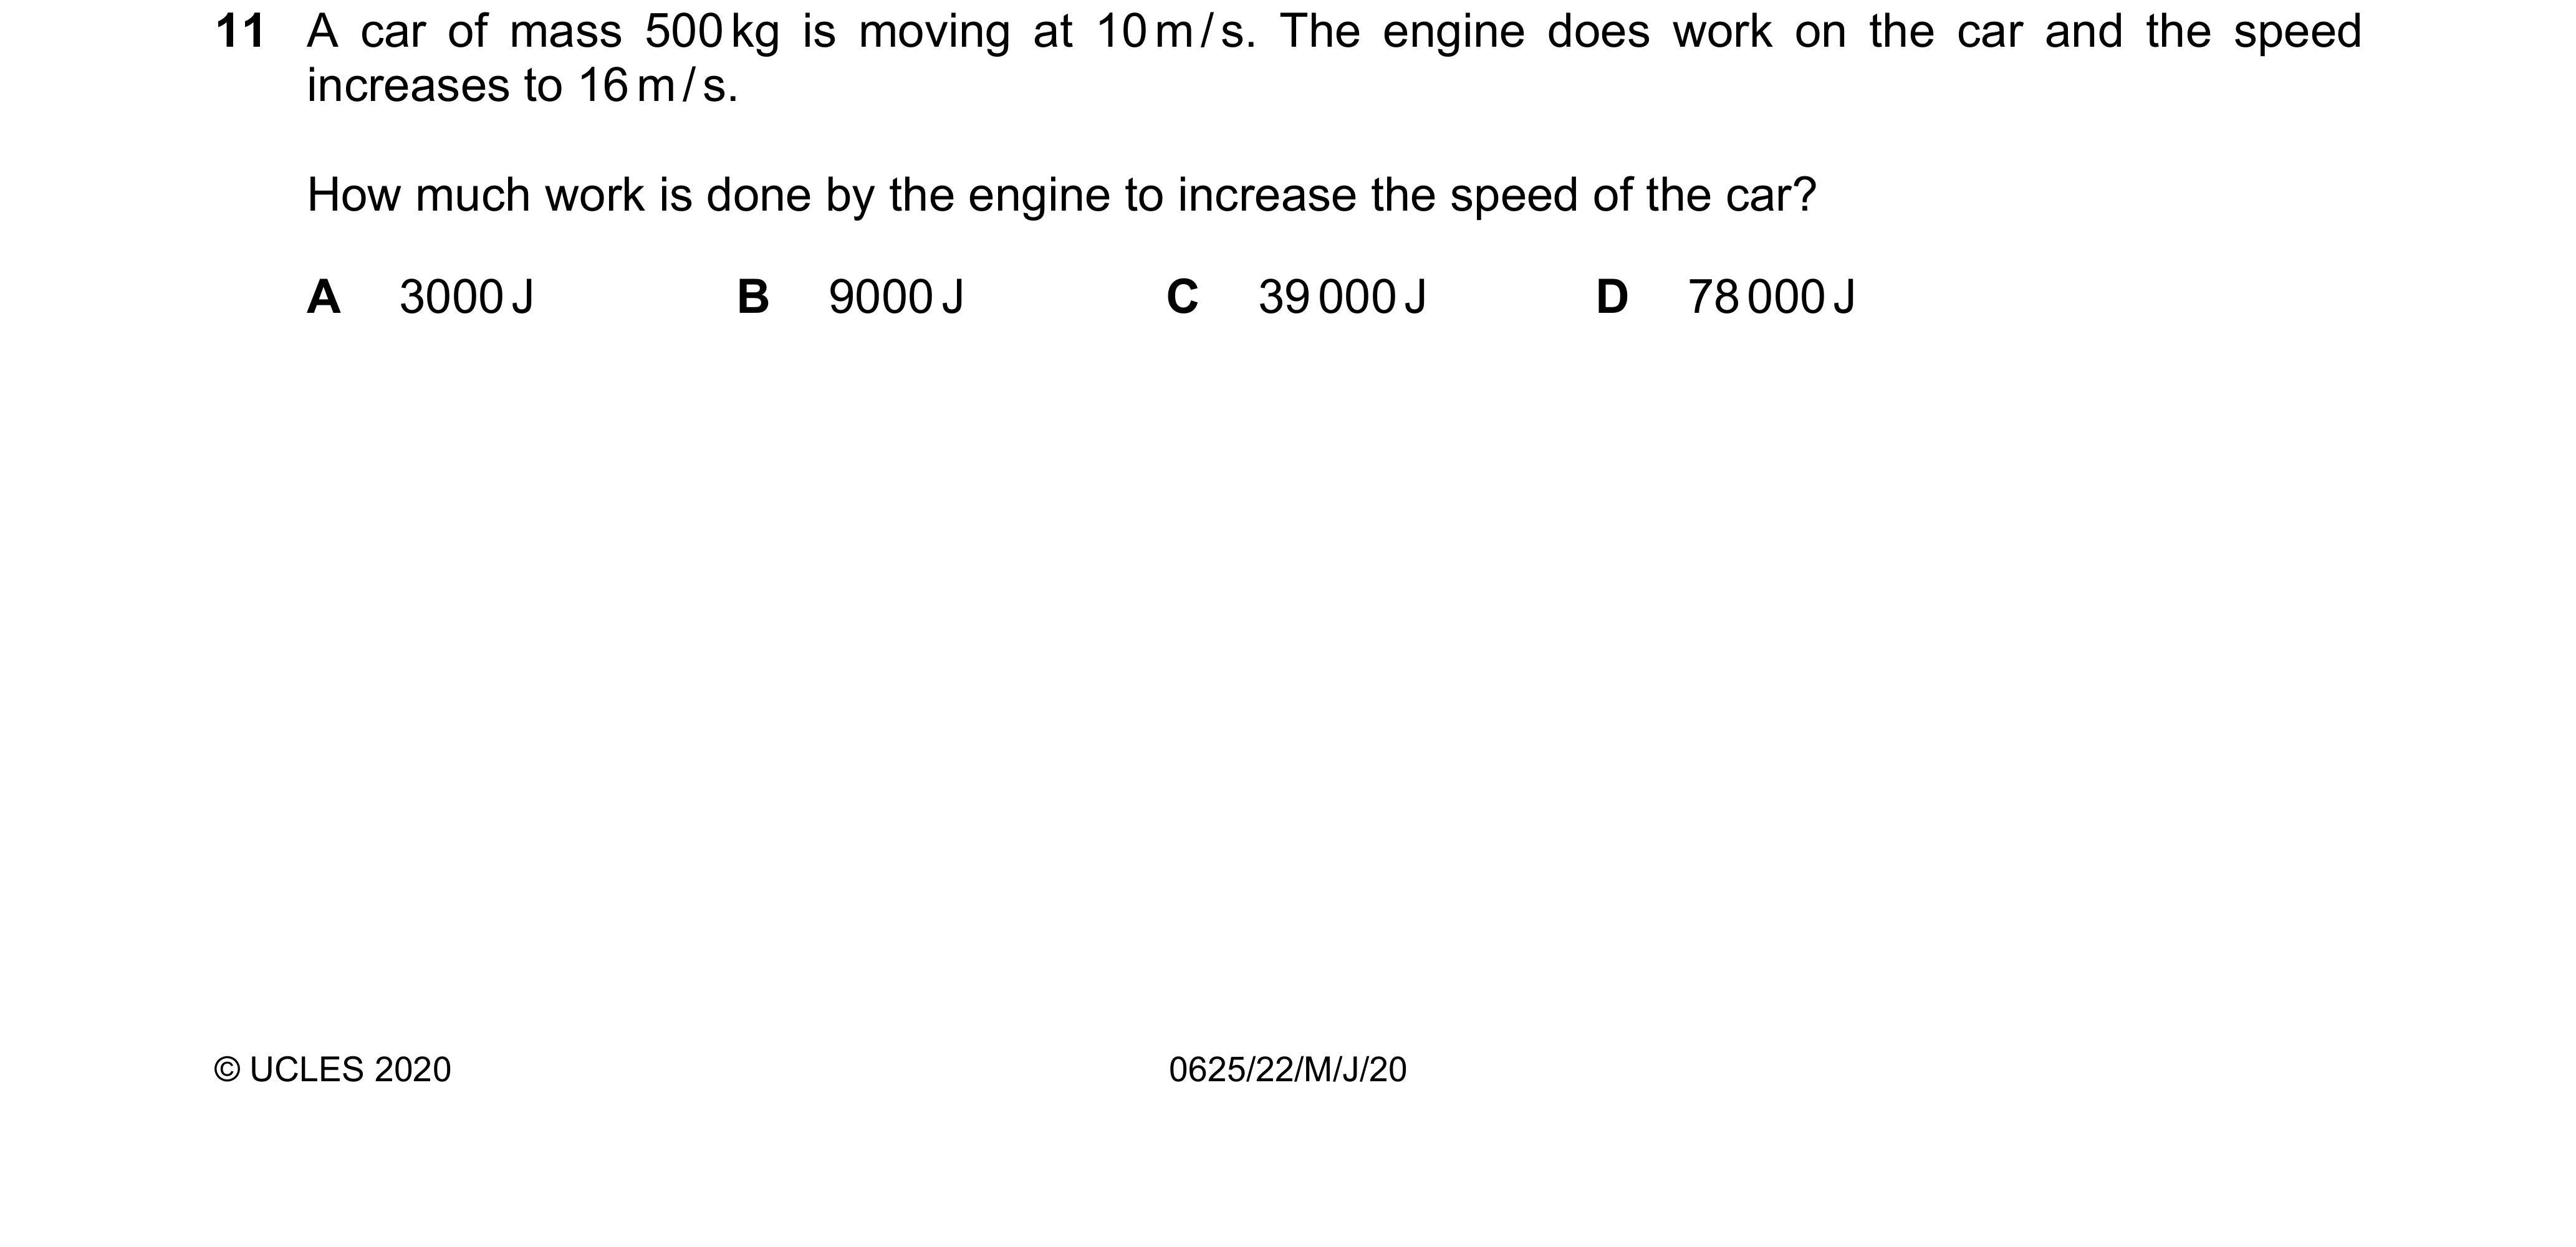 11 A car of mass 500 kg is moving at 10 m / s. The engine does work on the car and the speed
increases to 16 m / s.
How much work is done by the engine to increase the speed of the car?
A 3000 J B 9000 J C 39 000 J D 78 000 J
© UCLES 2020 0625/22/M/J/20